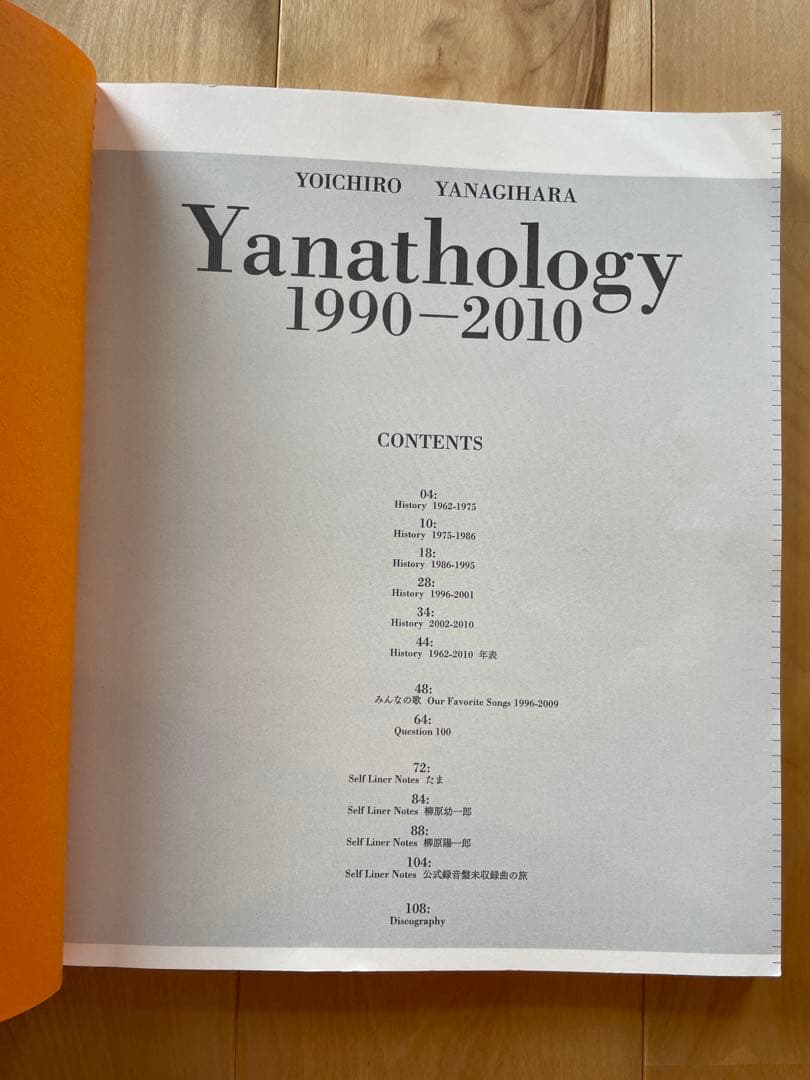 YOICHIRO YANAGIHARA
Yanathology
1990—2010
CONTENTS
04:
History 1962-1975
10:
History 1975-1986
18:
History 1986-1995
28:
History 1996-2001
34:
History 2002-2010
44:
History 1962-2010 年表
48:
みんなの歌 Our Favorite Songs 1996-2009
64:
Question 100
72:
Self Liner Notes たま
84:
Self Liner Notes 柳原幼一郎
88:
Self Liner Notes 柳原陽一郎
104:
Self Liner Notes 公式録音盤未収録曲の旅
108:
Discography